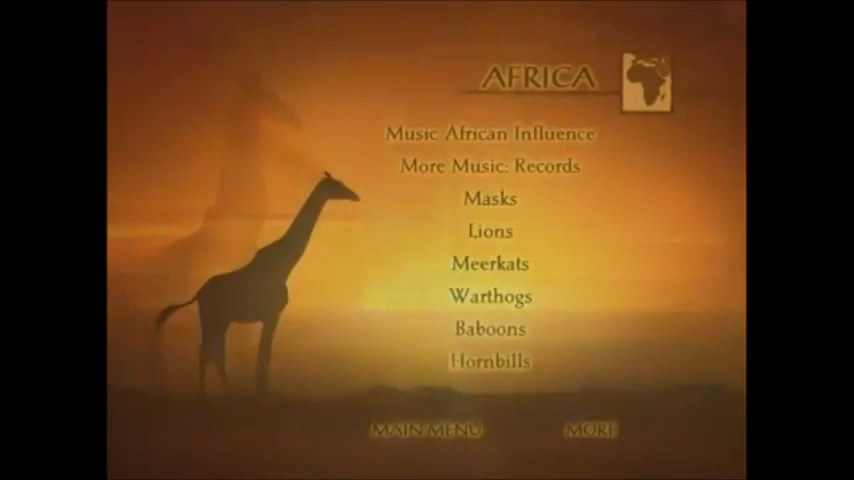 AFRICA
Music African Influence
More Music: Records
Masks
Lions
Meerkats
Warthogs
Baboons
Hornbills
MAIN MENU
MORE